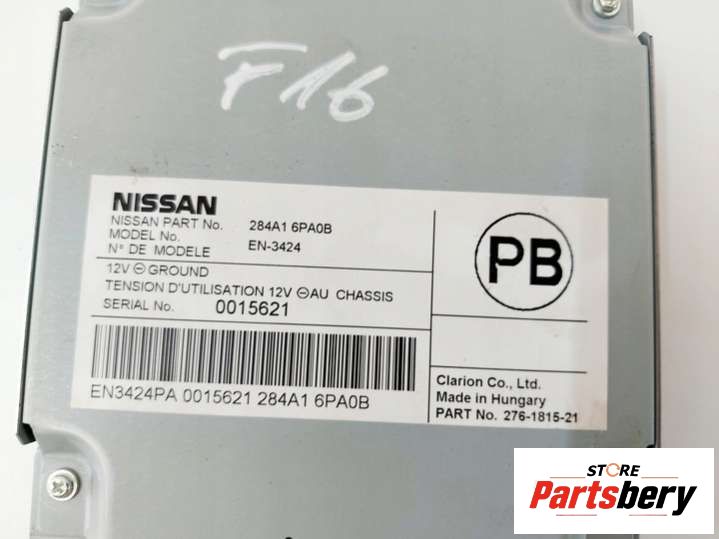 F16
NISSAN
NISSAN PART No. 284A1 6PA0B
MODEL No.
N° DE MODELE EN-3424
12V ⊖ GROUND
TENSION D'UTILISATION 12V ⊖AU CHASSIS
SERIAL No. 0015621
EN3424PA 0015621 284A1 6PA0B
PB
Clarion Co., Ltd.
Made in Hungary
PART No. 276-1815-21
STORE
Partsbery